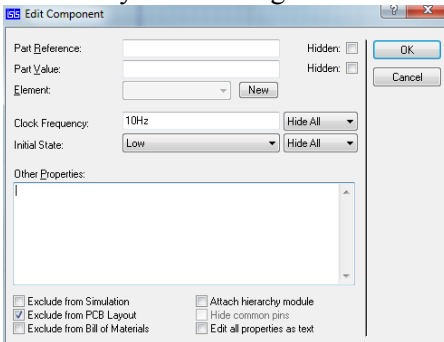 ISIS Edit Component
Part Reference: Hidden: OK
Part Value: Hidden: Cancel
Element: New
Clock Frequency: 10Hz Hide All
Initial State: Low Hide All
Other Properties:
Exclude from Simulation Attach hierarchy module
Exclude from PCB Layout Hide common pins
Exclude from Bill of Materials Edit all properties as text